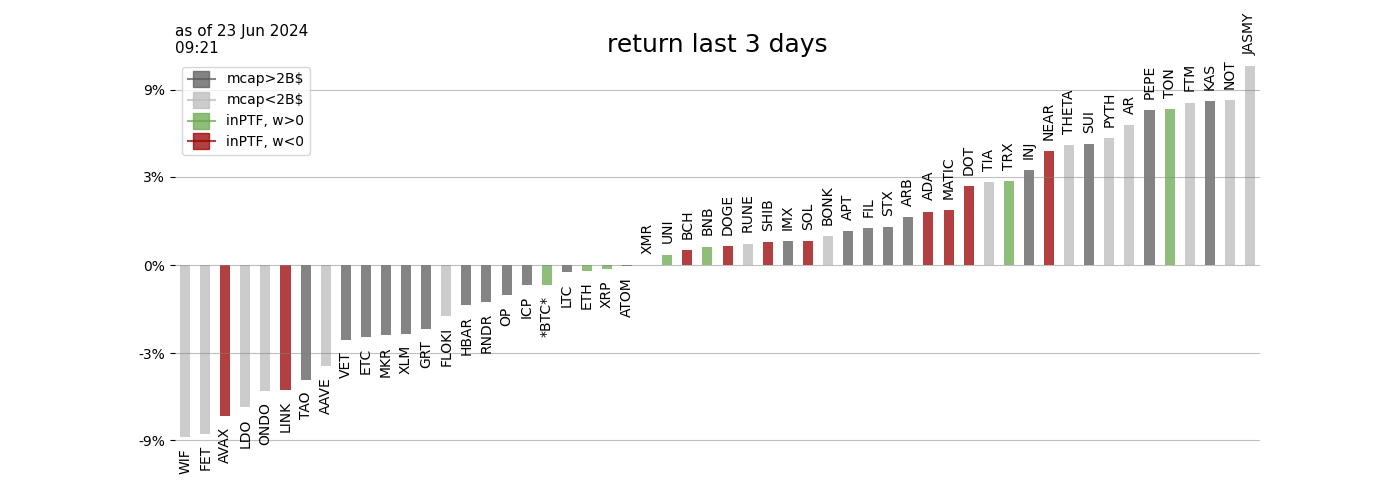 as of 23 Jun 2024
09:21
return last 3 days
mcap>2B$
mcap<2B$
inPTF, w>0
inPTF, w<0
9%
3%
0%
-3%
-9%
WIF
FET
AVAX
LDO
ONDO
LINK
TAO
AAVE
VET
ETC
MKR
XLM
GRT
FLOKI
HBAR
RNDR
OP
ICP
*BTC*
LTC
ETH
XRP
ATOM
XMR
UNI
BCH
BNB
DOGE
RUNE
SHIB
IMX
SOL
BONK
APT
FIL
STX
ARB
ADA
MATIC
DOT
TIA
TRX
INJ
NEAR
THETA
SUI
PYTH
AR
PEPE
TON
FTM
KAS
NOT
JASMY